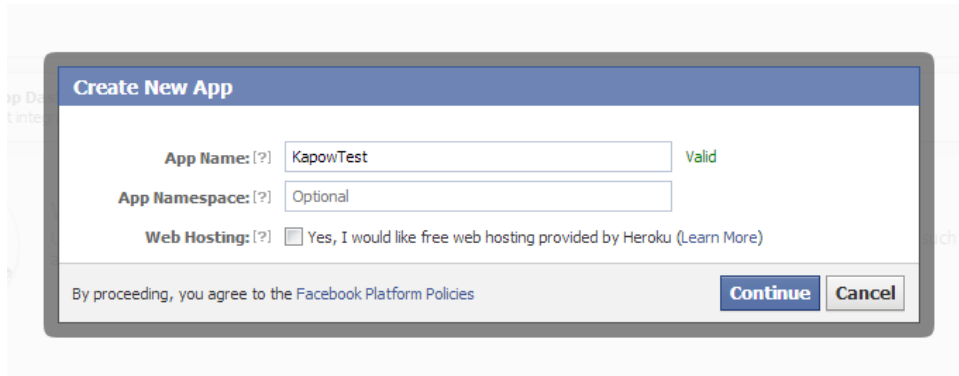 Create New App
App Name: [?] KapowTest Valid
App Namespace: [?] Optional
Web Hosting: [?] Yes, I would like free web hosting provided by Heroku (Learn More)
By proceeding, you agree to the Facebook Platform Policies Continue Cancel